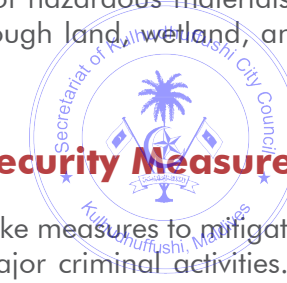 of hazardous materials
ough land, wetland, an
Secretariat of Kulhudhuffushi City Council
ecurity Measure
Kulhudhuffushi, Maldives
ke measures to mitigat
ajor criminal activities.